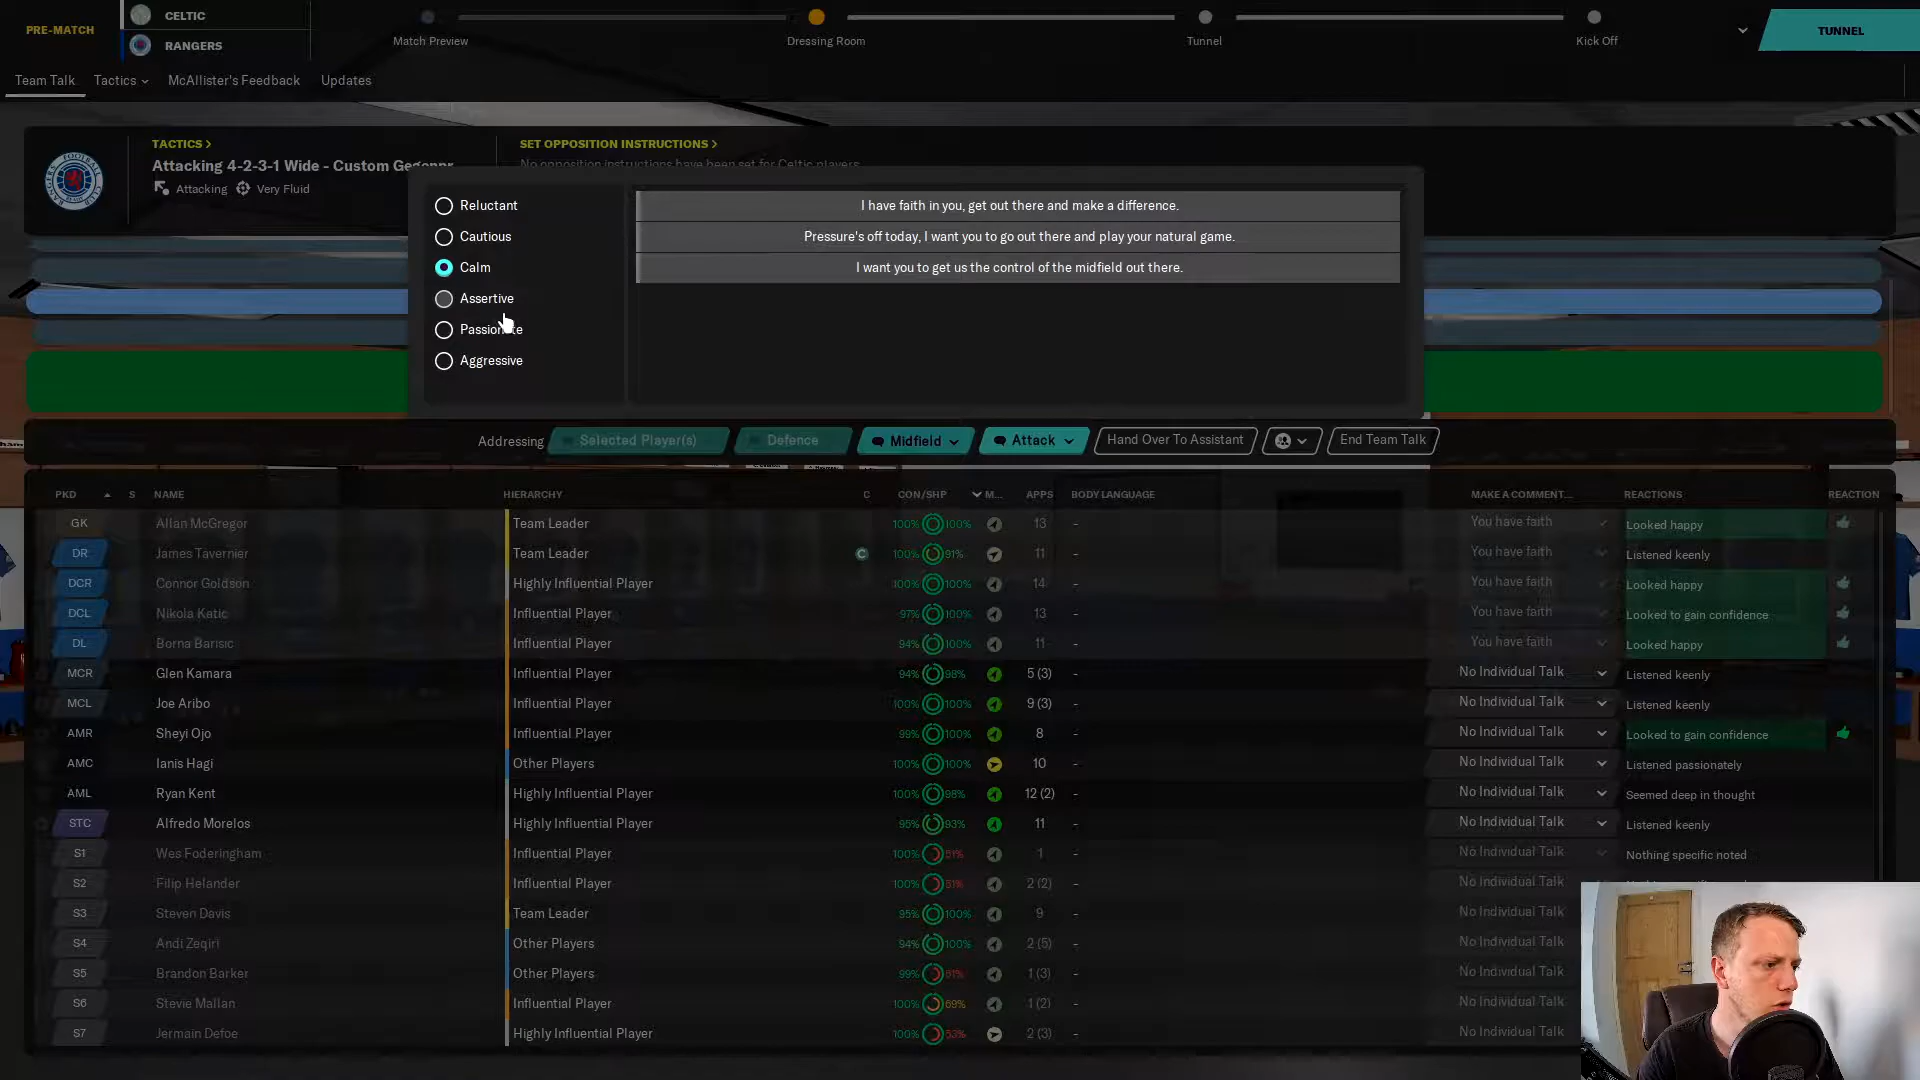 PRE-MATCH
CELTIC
RANGERS
Match Preview
Dressing Room
Tunnel
Kick Off
TUNNEL
Team Talk
Tactics
McAllister's Feedback
Updates
TACTICS >
Attacking 4-2-3-1 Wide - Custom Gegenpr
Attacking
Very Fluid
SET OPPOSITION INSTRUCTIONS >
No opposition instructions have been set for Celtic players
Reluctant
Cautious
Calm
Assertive
Passionate
Aggressive
I have faith in you, get out there and make a difference.
Pressure's off today, I want you to go out there and play your natural game.
I want you to get us the control of the midfield out there.
Addressing
Selected Player(s)
Defence
Midfield
Attack
Hand Over To Assistant
End Team Talk
PKD S NAME HIERARCHY C CON/SHP M... APPS BODY LANGUAGE MAKE A COMMENT... REACTIONS REACTION
GK Allan McGregor Team Leader 100% 100% 13 - You have faith Looked happy
DR James Tavernier Team Leader C 100% 91% 11 - You have faith Listened keenly
DCR Connor Goldson Highly Influential Player 100% 100% 14 - You have faith Looked happy
DCL Nikola Katic Influential Player 97% 100% 13 - You have faith Looked to gain confidence
DL Borna Barisic Influential Player 94% 100% 11 - You have faith Looked happy
MCR Glen Kamara Influential Player 94% 98% 5 (3) - No Individual Talk Listened keenly
MCL Joe Aribo Influential Player 100% 100% 9 (3) - No Individual Talk Listened keenly
AMR Sheyi Ojo Influential Player 99% 100% 8 - No Individual Talk Looked to gain confidence
AMC Ianis Hagi Other Players 100% 100% 10 - No Individual Talk Listened passionately
AML Ryan Kent Highly Influential Player 100% 98% 12 (2) - No Individual Talk Seemed deep in thought
STC Alfredo Morelos Highly Influential Player 95% 93% 11 - No Individual Talk Listened keenly
S1 Wes Foderingham Influential Player 100% 1 - No Individual Talk Nothing specific noted
S2 Filip Helander Influential Player 100% 2 (2) - No Individual Talk
S3 Steven Davis Team Leader 95% 100% 9 - No Individual Talk
S4 Andi Zeqiri Other Players 94% 100% 2 (5) - No Individual Talk
S5 Brandon Barker Other Players 99% 1 (3) - No Individual Talk
S6 Stevie Mallan Influential Player 100% 69% 1 (2) - No Individual Talk
S7 Jermain Defoe Highly Influential Player 100% 53% 2 (3) - No Individual Talk